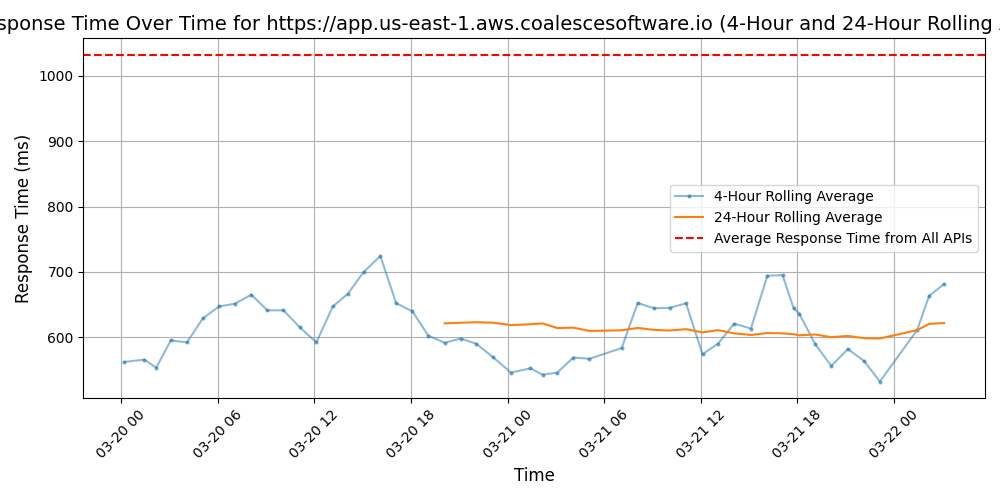 sponse Time Over Time for https://app.us-east-1.aws.coalescesoftware.io (4-Hour and 24-Hour Rolling
Response Time (ms)
1000
900
800
700
600
4-Hour Rolling Average
24-Hour Rolling Average
Average Response Time from All APIs
03-20 00
03-20 06
03-20 12
03-20 18
03-21 00
03-21 06
03-21 12
03-21 18
03-22 00
Time